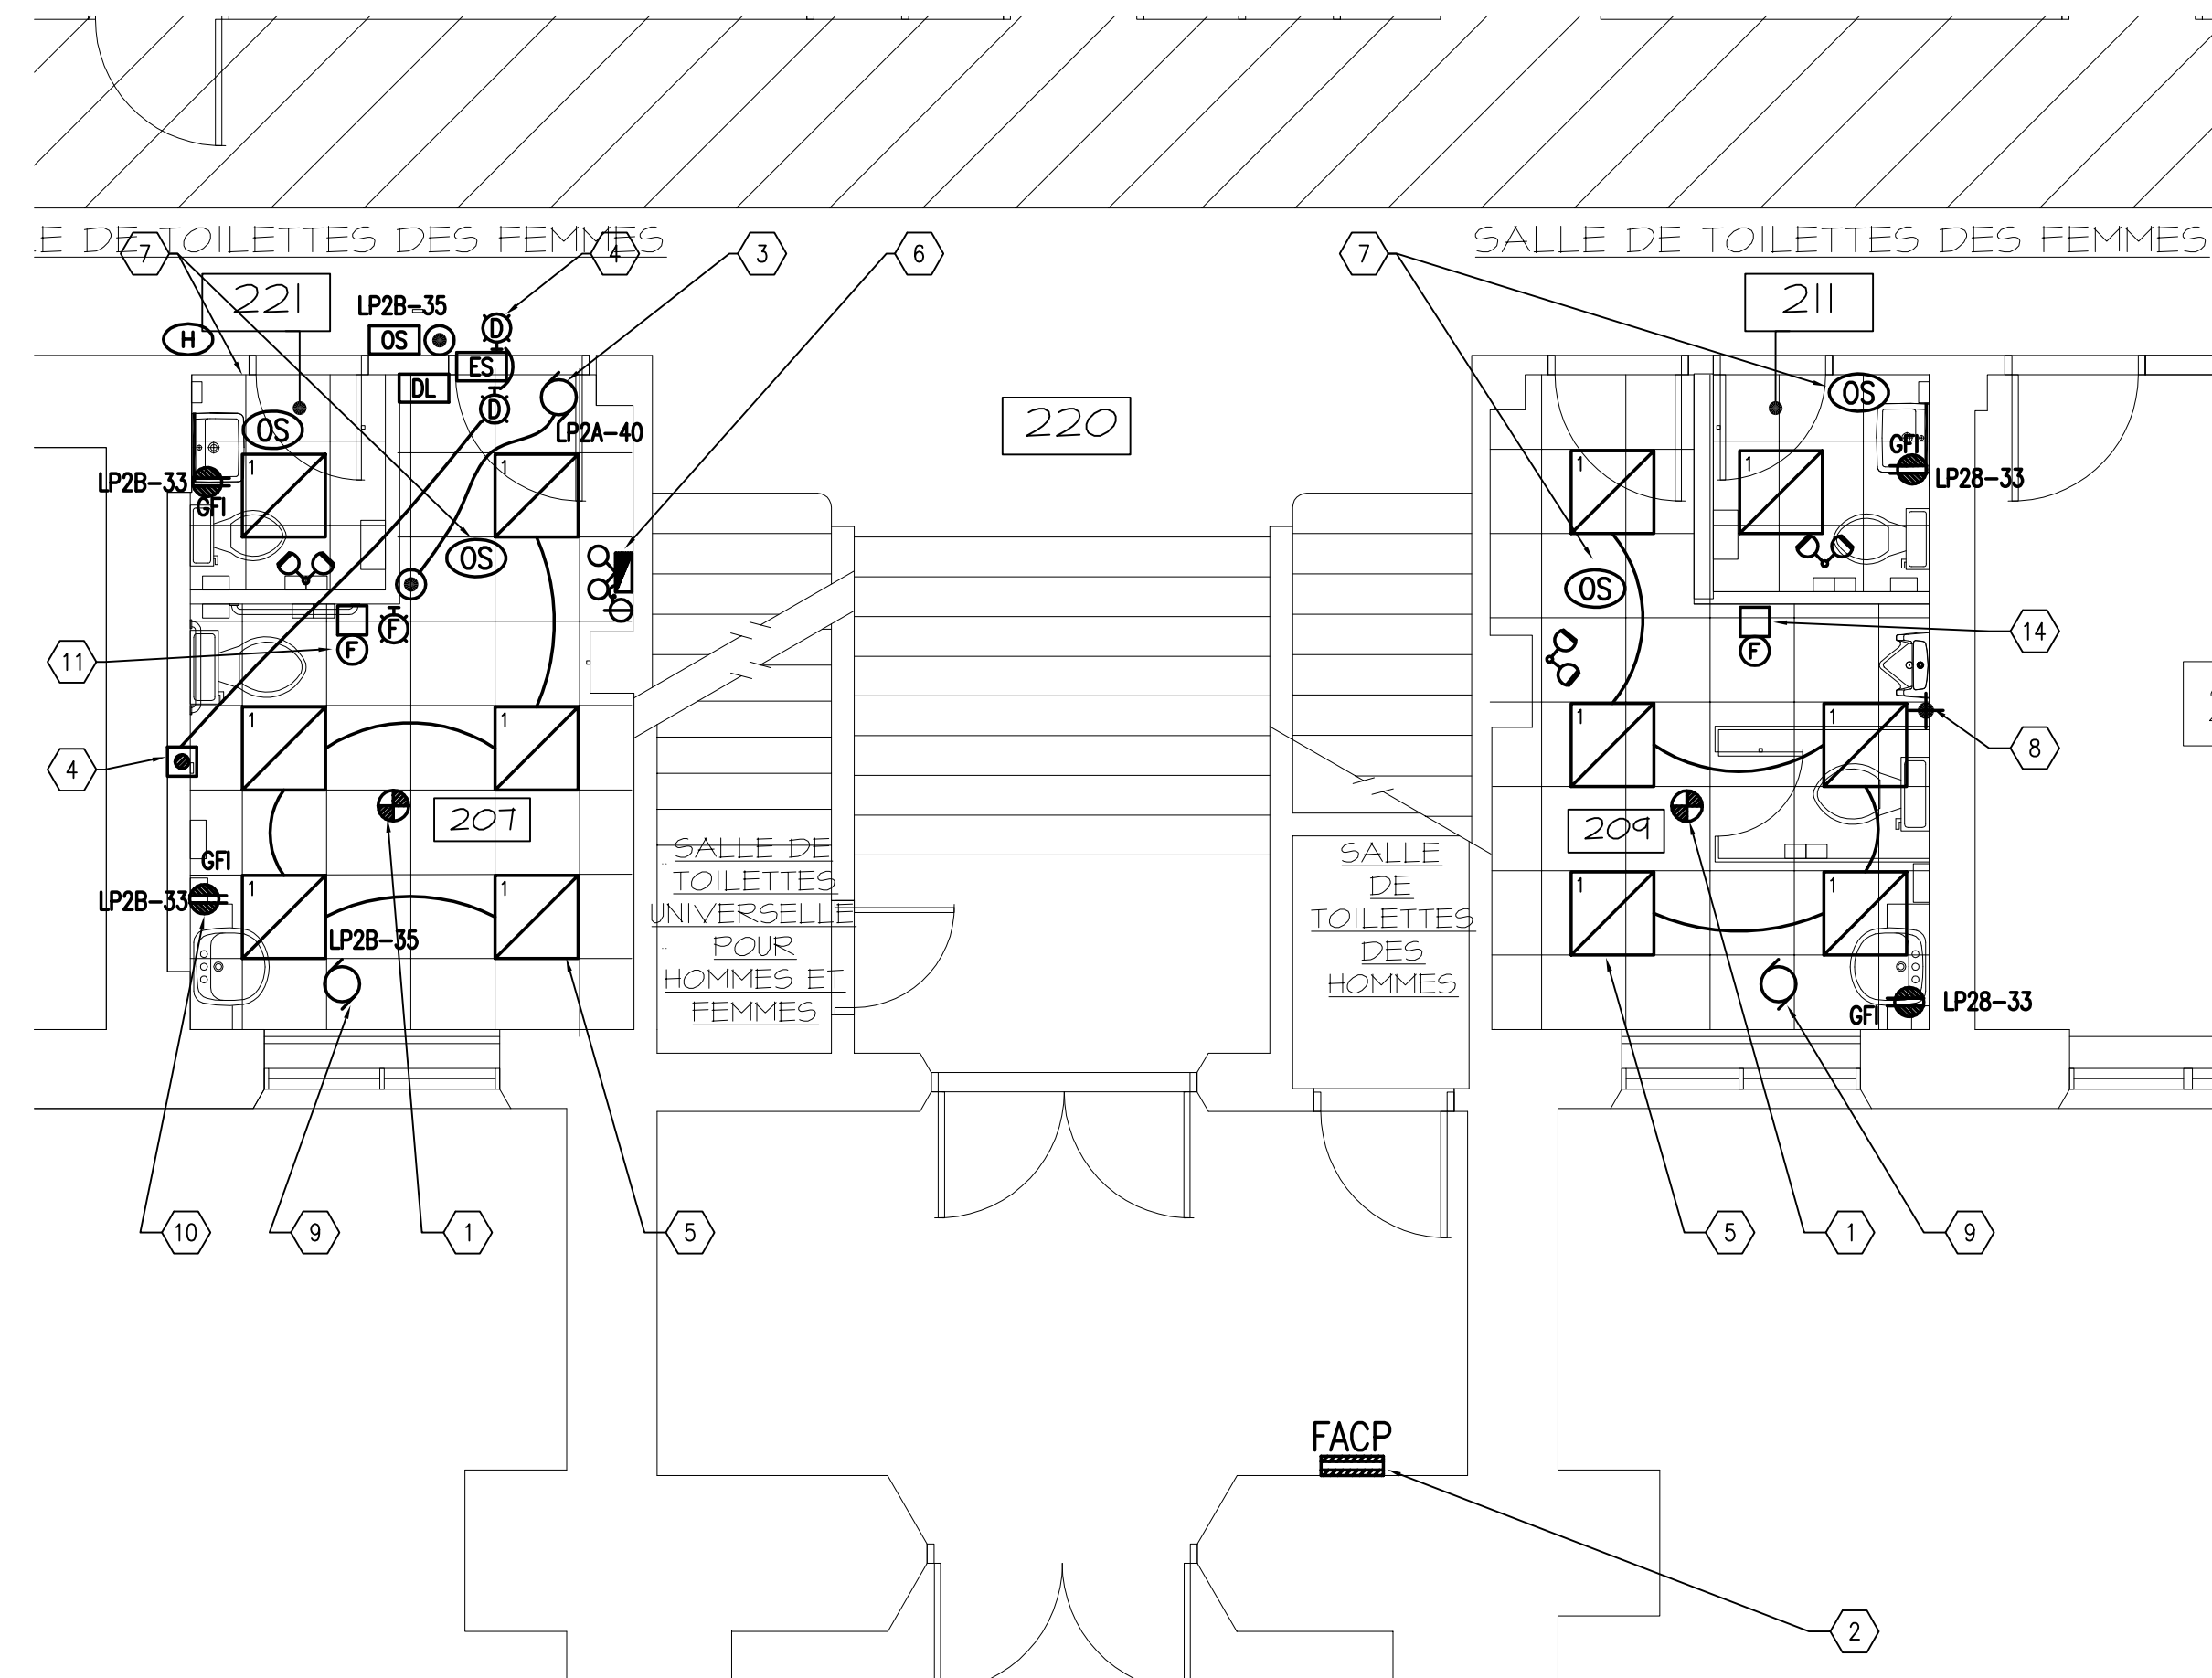 E DE TOILETTES DES FEMMES
SALLE DE TOILETTES DES FEMMES
7
4
3
6
7
221
211
LP2B-35
H
OS
D
ES
DL
D
OS
OS
LP2A-40
220
GFI
LP2B-33
GFI
LP28-33
1
1
1
1
OS
OS
F
F
F
11
14
4
8
1
1
1
1
207
209
SALLE DE
TOILETTES
UNIVERSELLE
POUR
HOMMES ET
FEMMES
SALLE
DE
TOILETTES
DES
HOMMES
GFI
LP2B-33
1
1
1
1
LP2B-35
GFI
LP28-33
10
9
1
5
5
1
9
FACP
2